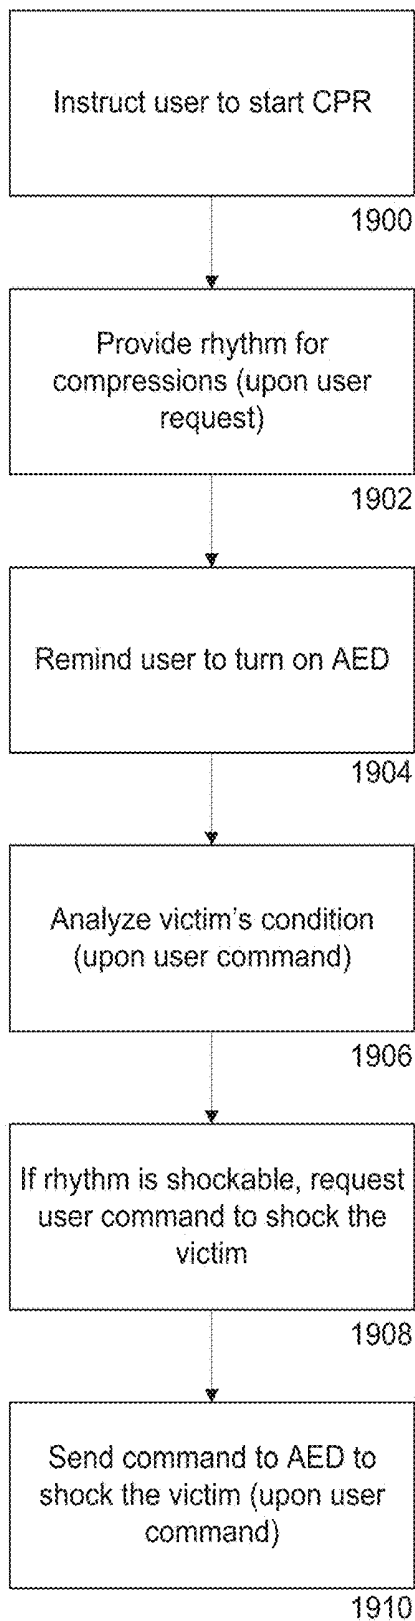 Instruct user to start CPR
1900
Provide rhythm for
compressions (upon user
request)
1902
Remind user to turn on AED
1904
Analyze victim's condition
(upon user command)
1906
If rhythm is shockable, request
user command to shock the
victim
1908
Send command to AED to
shock the victim (upon user
command)
1910